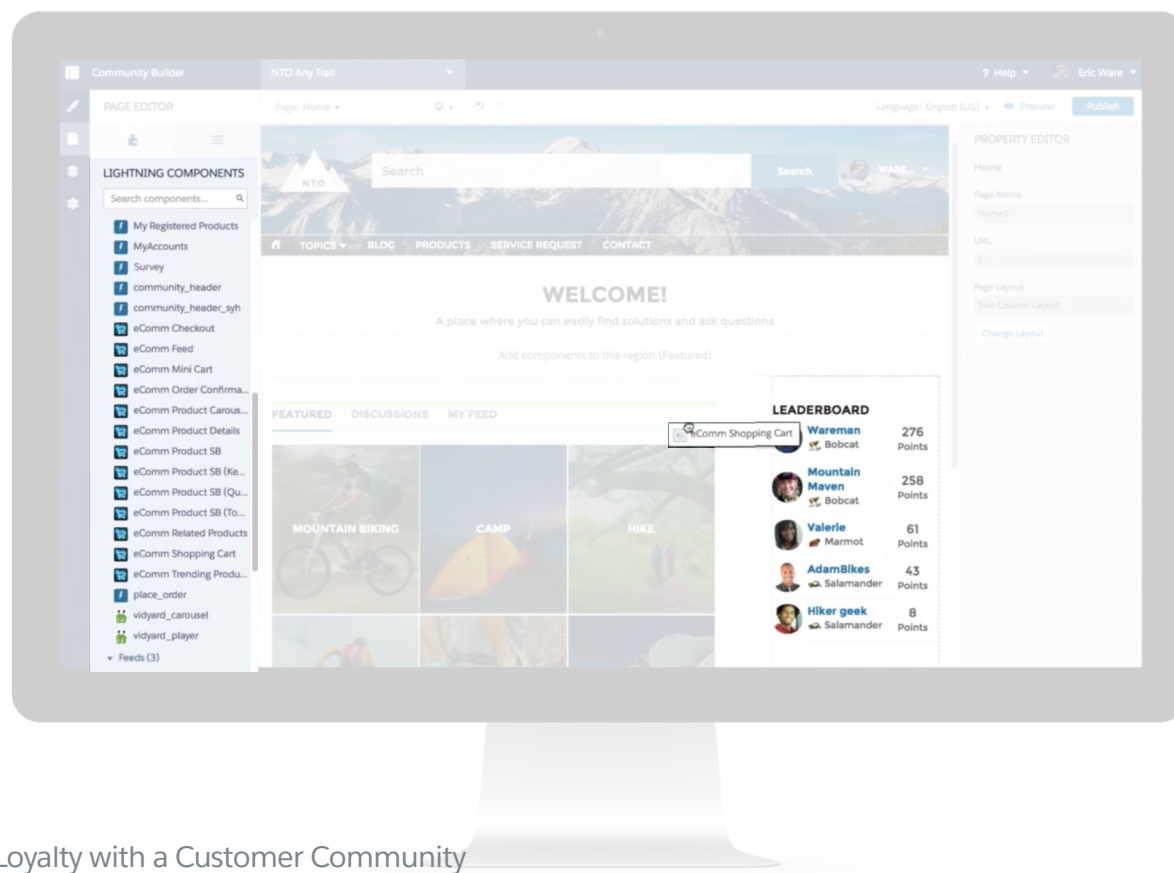 Community Builder
NTO Any Trail
? Help
Eric Ware
PAGE EDITOR
Page: Home
Language: English (US)
Preview
Publish
LIGHTNING COMPONENTS
Search components...
My Registered Products
MyAccounts
Survey
community_header
community_header_syh
eComm Checkout
eComm Feed
eComm Mini Cart
eComm Order Confirma...
eComm Product Carous...
eComm Product Details
eComm Product SB
eComm Product SB (Ke...
eComm Product SB (Qu...
eComm Product SB (To...
eComm Related Products
eComm Shopping Cart
eComm Trending Produ...
place_order
vidyard_carousel
vidyard_player
Feeds (3)
NTO
Search
Search
WARE...
TOPICS BLOG PRODUCTS SERVICE REQUEST CONTACT
WELCOME!
A place where you can easily find solutions and ask questions
Add components to this region (Featured)
FEATURED DISCUSSIONS MY FEED
eComm Shopping Cart
MOUNTAIN BIKING
CAMP
HIKE
LEADERBOARD
Wareman 276
Bobcat Points
Mountain
Maven 258
Bobcat Points
Valerie 61
Marmot Points
AdamBikes 43
Salamander Points
Hiker geek 8
Salamander Points
PROPERTY EDITOR
Home
Page Name
Home1
URL
/
Page Layout
Two Column Layout
Change Layout
Loyalty with a Customer Community